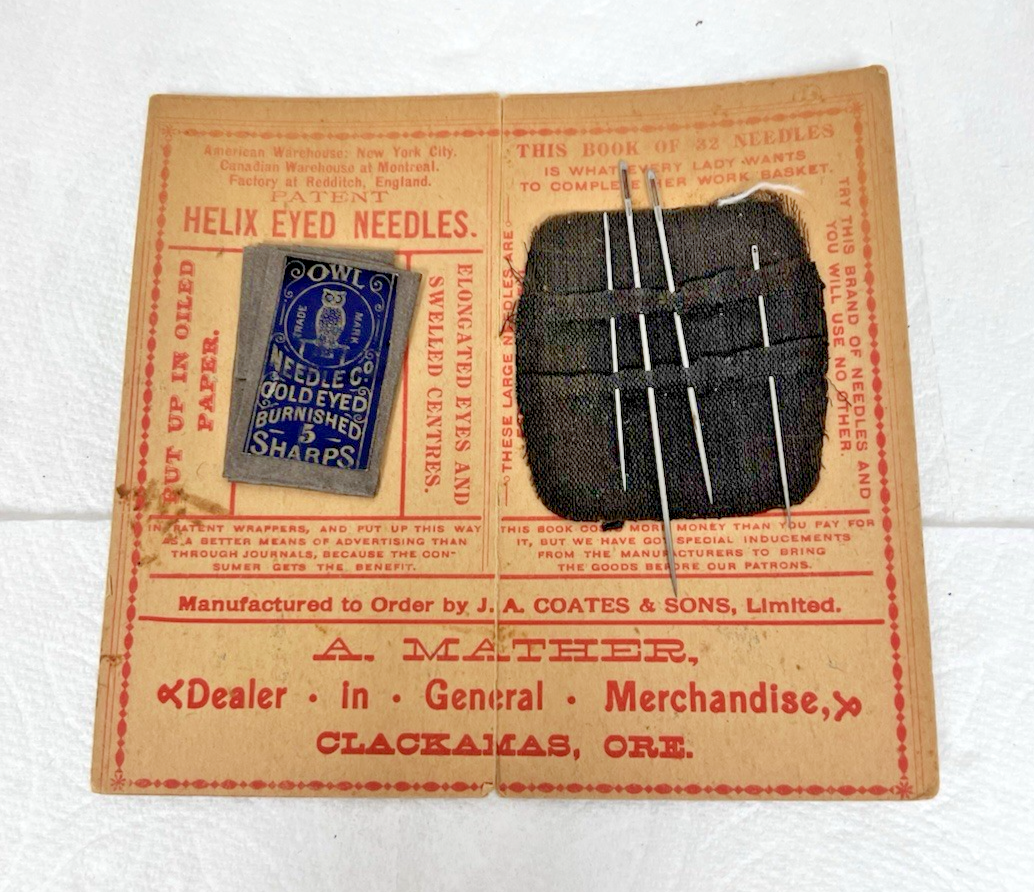 American Warehouse: New York City.
Canadian Warehouse at Montreal.
Factory at Redditch, England.
PATENT
HELIX EYED NEEDLES.
PUT UP IN OILED
PAPER.
OWL
TRADE MARK
NEEDLE Co
GOLD EYED
BURNISHED
5
SHARPS.
ELONGATED EYES AND
SWELLED CENTRES.
IN PATENT WRAPPERS, AND PUT UP THIS WAY
AS A BETTER MEANS OF ADVERTISING THAN
THROUGH JOURNALS, BECAUSE THE CON-
SUMER GETS THE BENEFIT.
THIS BOOK OF 32 NEEDLES
IS WHAT EVERY LADY WANTS
TO COMPLETE HER WORK BASKET.
THESE LARGE NEEDLES ARE
TRY THIS BRAND OF NEEDLES AND
YOU WILL USE NO OTHER.
THIS BOOK MORE MONEY THAN YOU PAY FOR
IT, BUT WE HAVE GOT SPECIAL INDUCEMENTS
FROM THE MANUFACTURERS TO BRING
THE GOODS BEFORE OUR PATRONS.
Manufactured to Order by J. A. COATES & SONS, Limited.
A. MATHER,
Dealer · in · General · Merchandise,
CLACKAMAS, ORE.